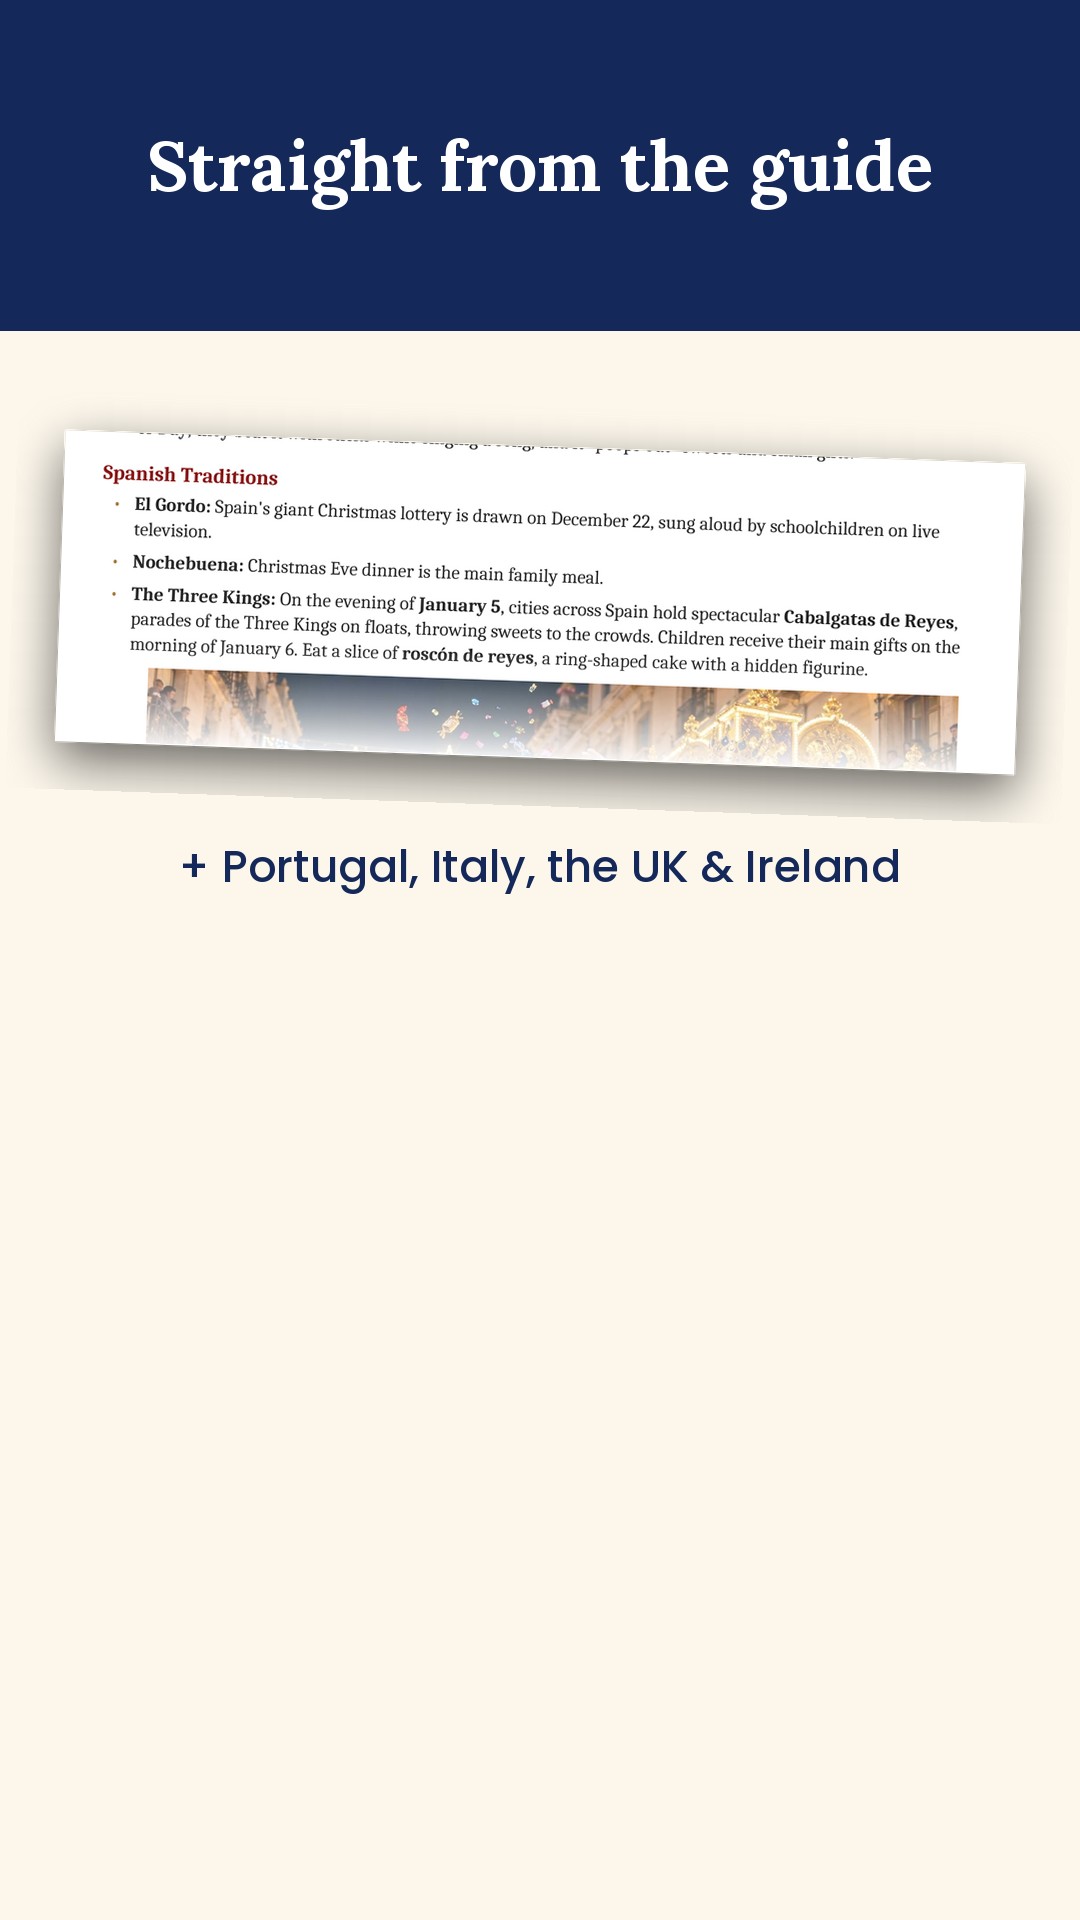 Straight from the guide
Spanish Traditions
• El Gordo: Spain's giant Christmas lottery is drawn on December 22, sung aloud by schoolchildren on live
television.
• Nochebuena: Christmas Eve dinner is the main family meal.
• The Three Kings: On the evening of January 5, cities across Spain hold spectacular Cabalgatas de Reyes,
parades of the Three Kings on floats, throwing sweets to the crowds. Children receive their main gifts on the
morning of January 6. Eat a slice of roscón de reyes, a ring-shaped cake with a hidden figurine.
+ Portugal, Italy, the UK & Ireland